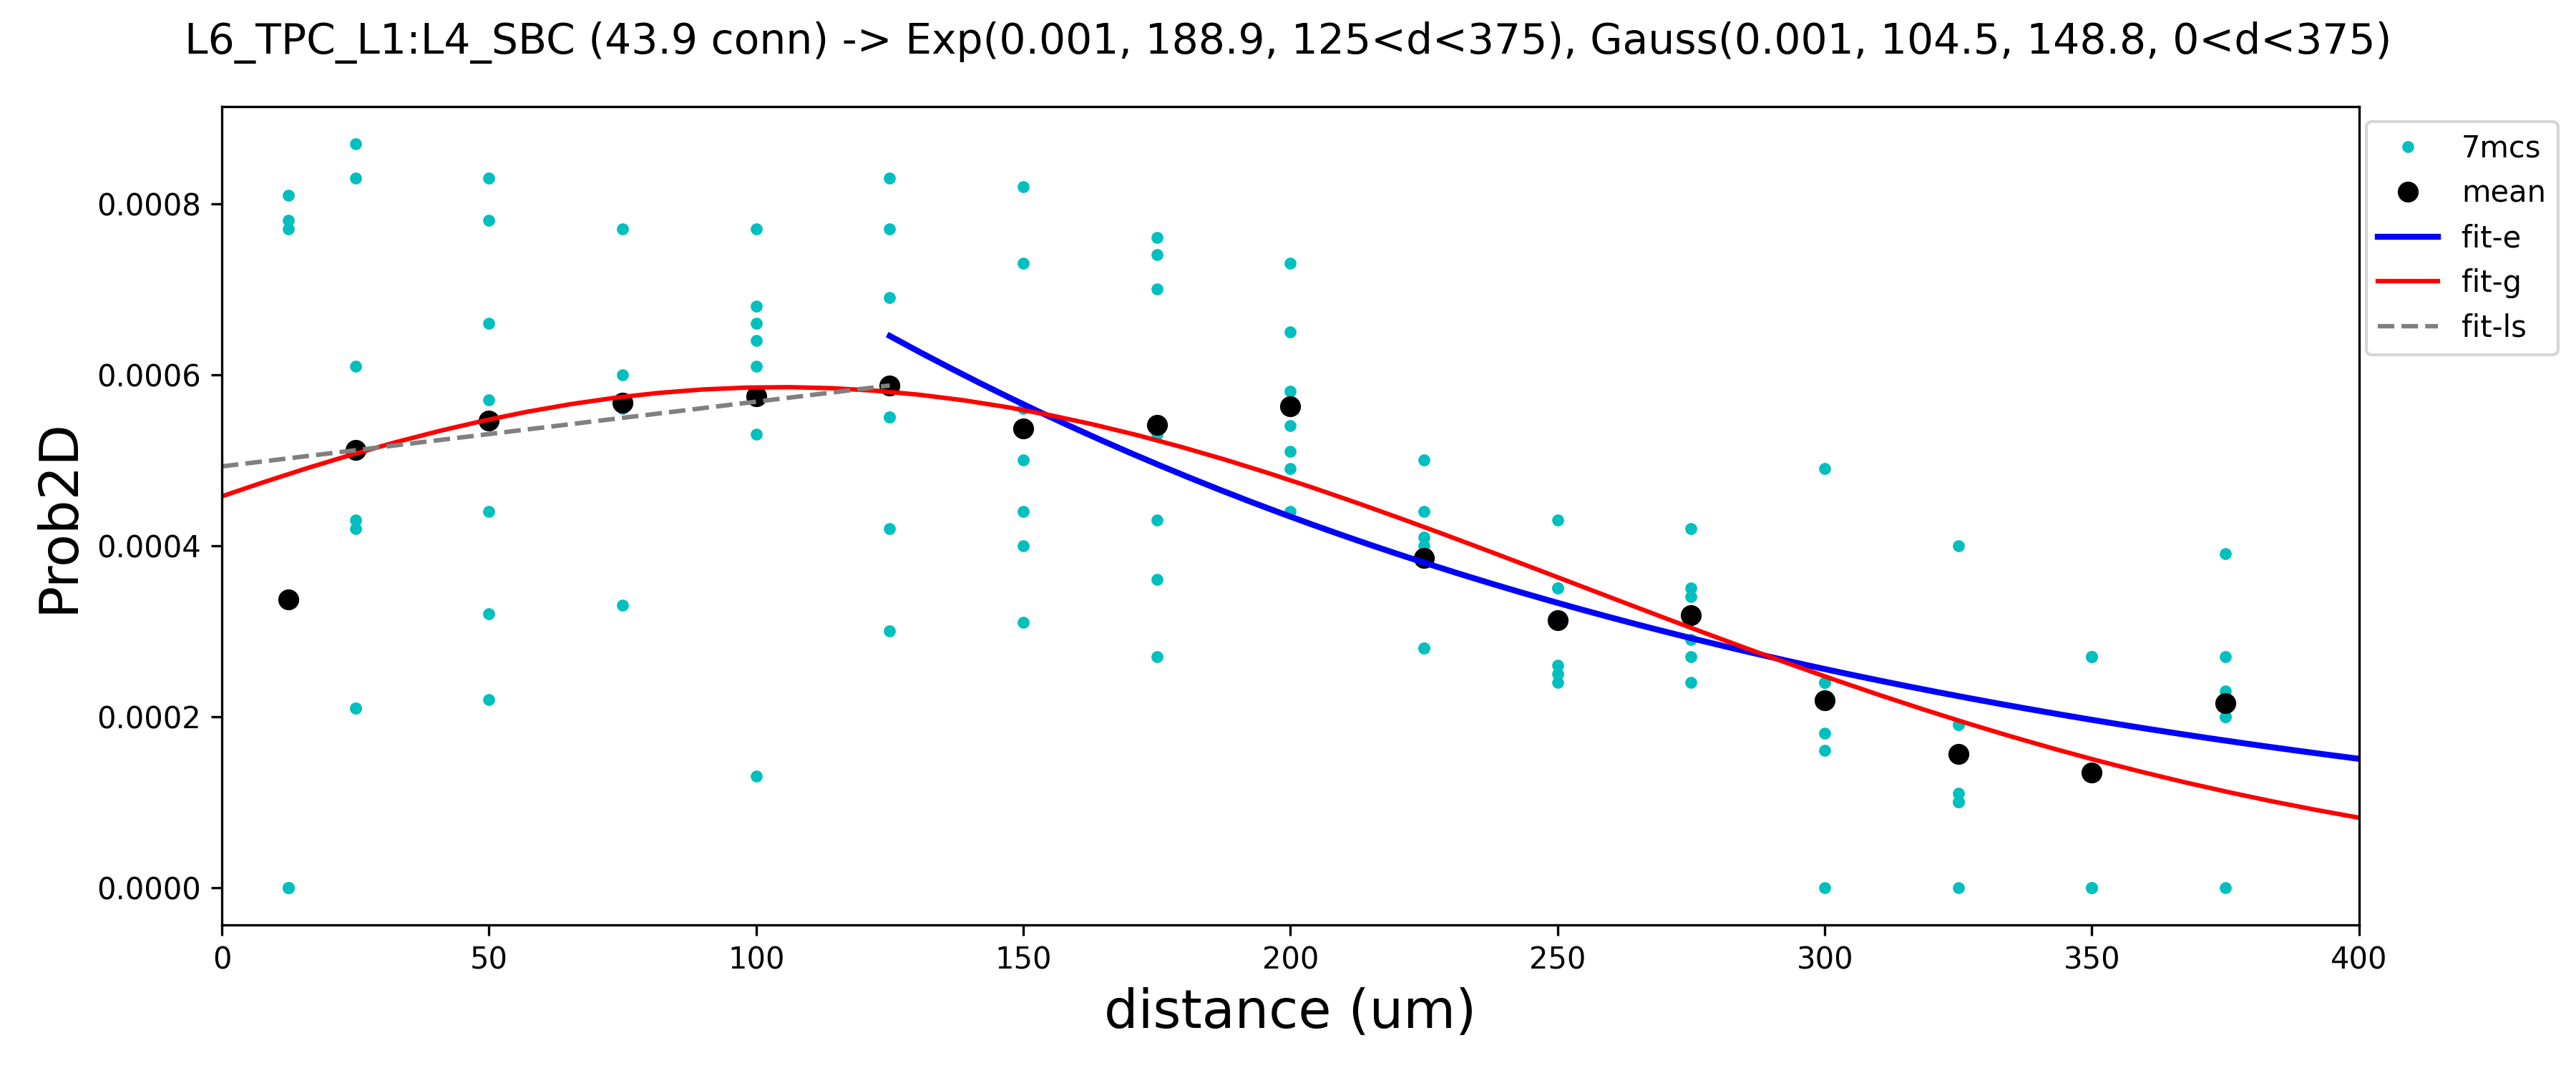 L6_TPC_L1:L4_SBC (43.9 conn) -> Exp(0.001, 188.9, 125<d<375), Gauss(0.001, 104.5, 148.8, 0<d<375)
7mcs
mean
fit-e
fit-g
fit-ls
Prob2D
0.0008
0.0006
0.0004
0.0002
0.0000
0 50 100 150 200 250 300 350 400
distance (um)